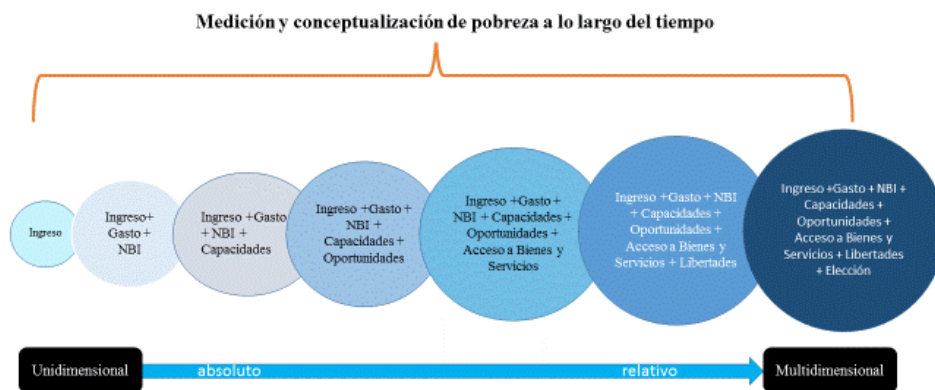 Medición y conceptualización de pobreza a lo largo del tiempo
Ingreso
Ingreso+
Gasto+
NBI
Ingreso +Gasto
+ NBI +
Capacidades
Ingreso +Gasto+
NBI +
Capacidades +
Oportunidades
Ingreso +Gasto+
NBI + Capacidades +
Oportunidades +
Acceso a Bienes y
Servicios
Ingreso +Gasto + NBI
+ Capacidades +
Oportunidades +
Acceso a Bienes y
Servicios + Libertades
Ingreso +Gasto + NBI +
Capacidades +
Oportunidades +
Acceso a Bienes y
Servicios + Libertades
+ Elección
Unidimensional
absoluto
relativo
Multidimensional